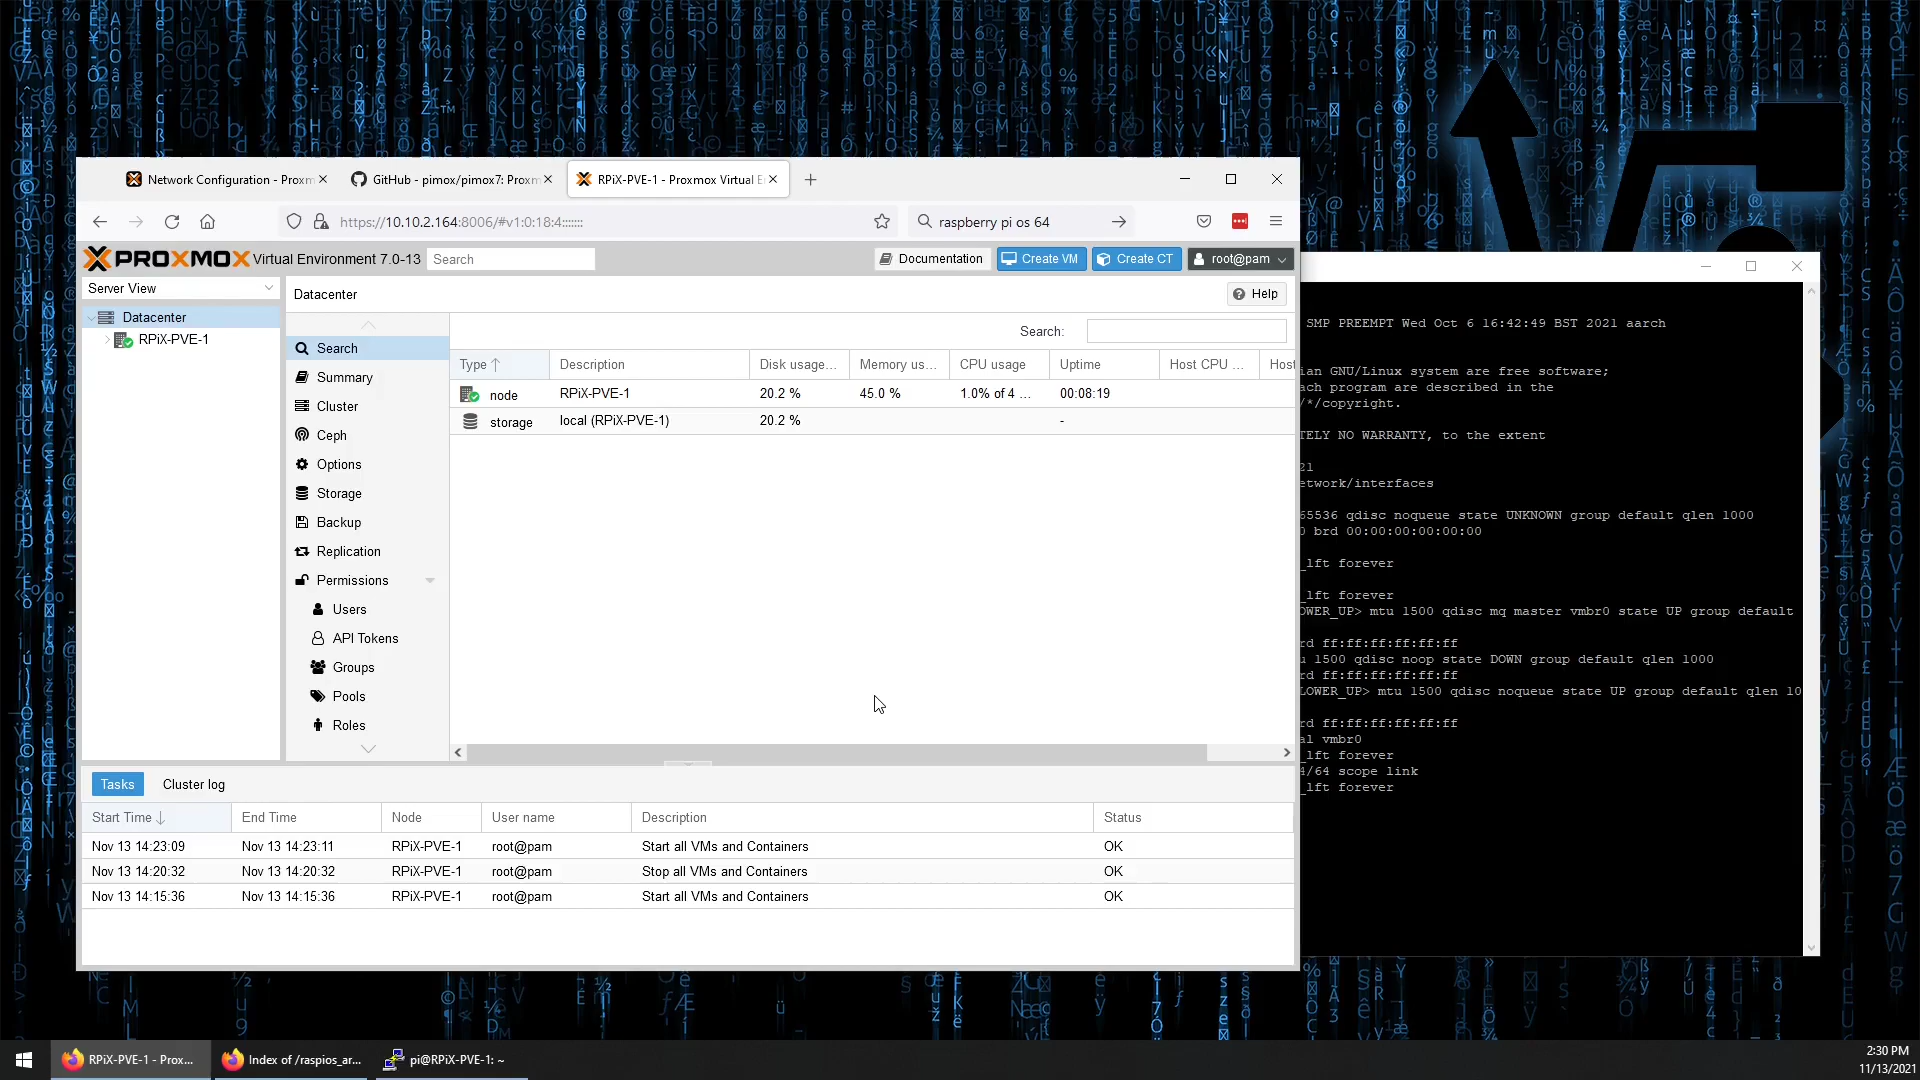 Network Configuration - Proxm
GitHub - pimox/pimox7: Proxm
RPiX-PVE-1 - Proxmox Virtual E
https://10.10.2.164:8006/#v1:0:18:4:::::::
raspberry pi os 64
PROXMOX Virtual Environment 7.0-13
Search
Documentation
Create VM
Create CT
root@pam
Server View
Datacenter
RPiX-PVE-1
Datacenter
Help
Search
Summary
Cluster
Ceph
Options
Storage
Backup
Replication
Permissions
Users
API Tokens
Groups
Pools
Roles
Search:
Type Description Disk usage... Memory us... CPU usage Uptime Host CPU ... Host
node RPiX-PVE-1 20.2 % 45.0 % 1.0% of 4 ... 00:08:19
storage local (RPiX-PVE-1) 20.2 % -
Tasks Cluster log
Start Time End Time Node User name Description Status
Nov 13 14:23:09 Nov 13 14:23:11 RPiX-PVE-1 root@pam Start all VMs and Containers OK
Nov 13 14:20:32 Nov 13 14:20:32 RPiX-PVE-1 root@pam Stop all VMs and Containers OK
Nov 13 14:15:36 Nov 13 14:15:36 RPiX-PVE-1 root@pam Start all VMs and Containers OK
SMP PREEMPT Wed Oct 6 16:42:49 BST 2021 aarch
ian GNU/Linux system are free software;
ach program are described in the
/*/copyright.
TELY NO WARRANTY, to the extent
21
etwork/interfaces
65536 qdisc noqueue state UNKNOWN group default qlen 1000
0 brd 00:00:00:00:00:00
_lft forever
_lft forever
OWER_UP> mtu 1500 qdisc mq master vmbr0 state UP group default
rd ff:ff:ff:ff:ff:ff
u 1500 qdisc noop state DOWN group default qlen 1000
rd ff:ff:ff:ff:ff:ff
LOWER_UP> mtu 1500 qdisc noqueue state UP group default qlen 10
rd ff:ff:ff:ff:ff:ff
al vmbr0
_lft forever
4/64 scope link
_lft forever
RPiX-PVE-1 - Prox...
Index of /raspios_ar...
pi@RPiX-PVE-1: ~
2:30 PM
11/13/2021